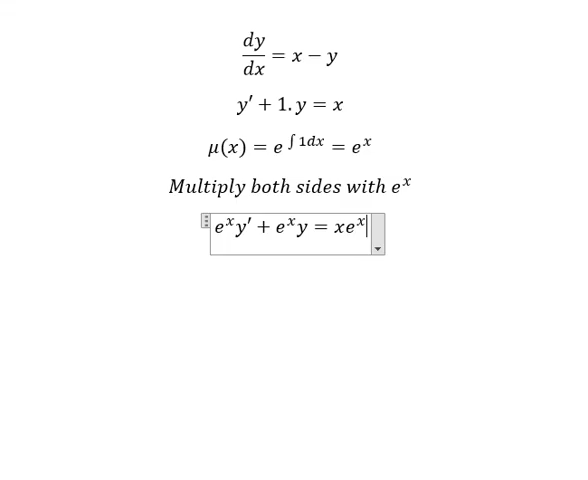 dy/dx = x − y
y′ + 1. y = x
μ(x) = e^∫ 1dx = e^x
Multiply both sides with e^x
e^x y′ + e^x y = xe^x